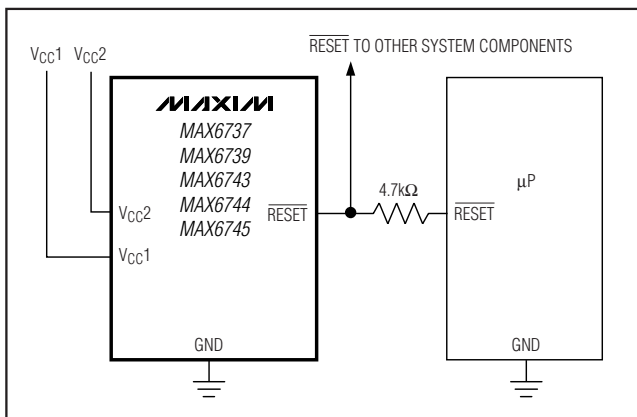 VCC1 VCC2
RESET TO OTHER SYSTEM COMPONENTS
MAXIM
MAX6737
MAX6739
MAX6743
MAX6744
MAX6745
VCC2
VCC1
RESET
GND
4.7kΩ
RESET
μP
GND